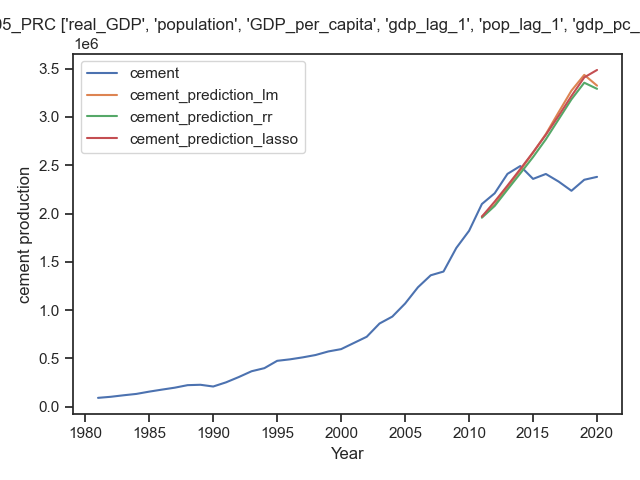 05_PRC ['real_GDP', 'population', 'GDP_per_capita', 'gdp_lag_1', 'pop_lag_1', 'gdp_pc_
1e6
3.5
3.0
2.5
2.0
1.5
1.0
0.5
0.0
cement
cement_prediction_lm
cement_prediction_rr
cement_prediction_lasso
cement production
1980 1985 1990 1995 2000 2005 2010 2015 2020
Year